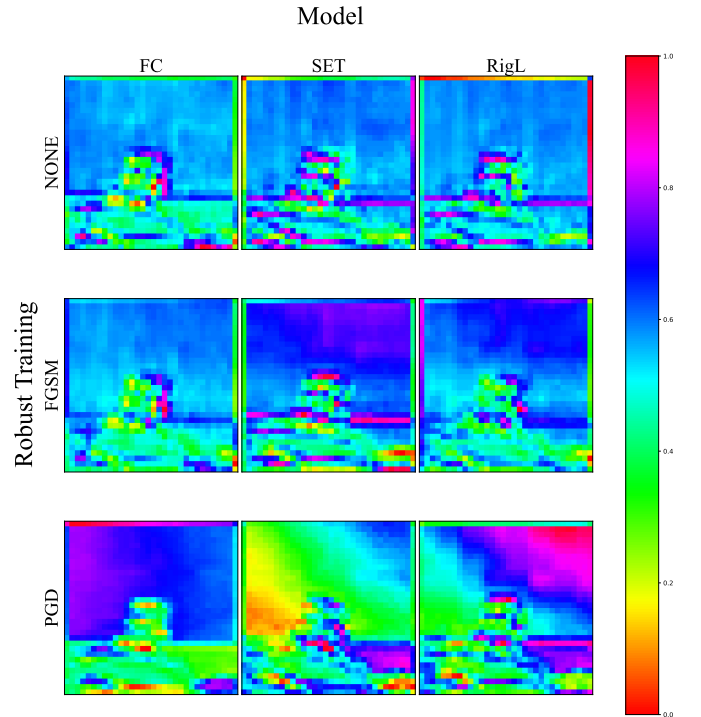 Model
FC
SET
RigL
Robust Training
NONE
FGSM
PGD
1.0
0.8
0.6
0.4
0.2
0.0